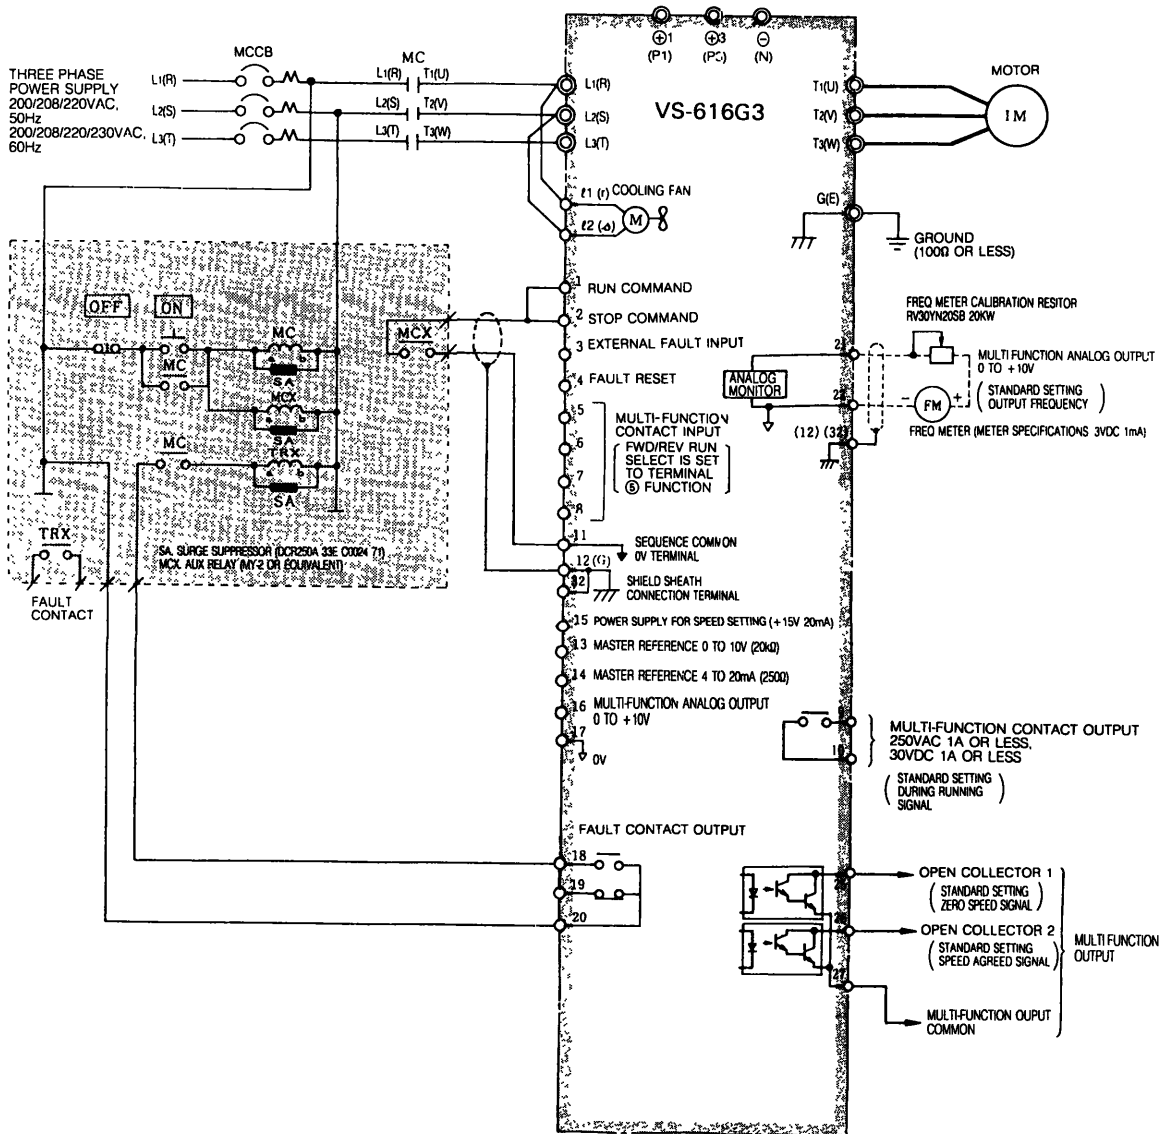 ⊕1 ⊕3 ⊖
(P1) (N)
MCCB
MC
THREE PHASE
POWER SUPPLY
200/208/220VAC,
50Hz
200/208/220/230VAC,
60Hz
L1(R) L1(R) T1(U) L1(R)
L2(S) L2(S) T2(V) L2(S)
L3(T) L3(T) T3(W) L3(T)
VS-616G3
T1(U)
T2(V)
T3(W)
MOTOR
IM
ℓ1 (r) COOLING FAN
ℓ2
M
G(E)
GROUND
(100Ω OR LESS)
OFF ON
MC
SA
MC
MCX
SA
MC
TRX
SA
TRX
SA. SURGE SUPPRESSOR (DCR250A 33E C0024 71)
MCX. AUX RELAY (MY-2 OR EQUIVALENT)
FAULT
CONTACT
MCX
1 RUN COMMAND
2 STOP COMMAND
3 EXTERNAL FAULT INPUT
4 FAULT RESET
5
6
7
8
MULTI-FUNCTION
CONTACT INPUT
( FWD/REV RUN
SELECT IS SET
TO TERMINAL
⑤ FUNCTION )
11 SEQUENCE COMMON
0V TERMINAL
12 (G)
32 SHIELD SHEATH
CONNECTION TERMINAL
15 POWER SUPPLY FOR SPEED SETTING (+15V 20mA)
13 MASTER REFERENCE 0 TO 10V (20kΩ)
14 MASTER REFERENCE 4 TO 20mA (250Ω)
16 MULTI-FUNCTION ANALOG OUTPUT
0 TO +10V
17
0V
FAULT CONTACT OUTPUT
18
19
20
FREQ METER CALIBRATION RESITOR
RV30YN20SB 20KW
ANALOG
MONITOR
MULTI FUNCTION ANALOG OUTPUT
0 TO +10V
( STANDARD SETTING
OUTPUT FREQUENCY )
− FM +
FREQ METER (METER SPECIFICATIONS 3VDC 1mA)
(12)
MULTI-FUNCTION CONTACT OUTPUT
250VAC 1A OR LESS,
30VDC 1A OR LESS
( STANDARD SETTING
DURING RUNNING
SIGNAL )
10
OPEN COLLECTOR 1
( STANDARD SETTING
ZERO SPEED SIGNAL )
OPEN COLLECTOR 2
( STANDARD SETTING
SPEED AGREED SIGNAL )
27
MULTI FUNCTION
OUTPUT
MULTI-FUNCTION OUPUT
COMMON